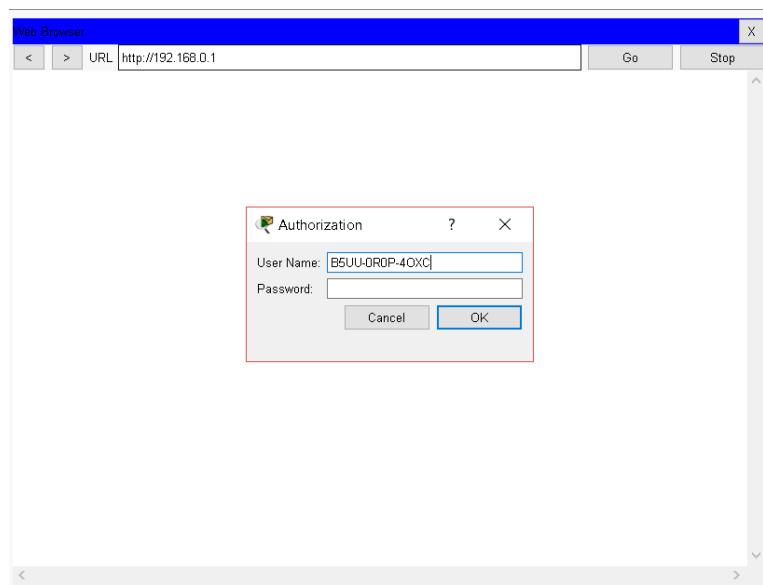 Web Browser
X
< > URL http://192.168.0.1 Go Stop
Authorization ?
User Name: B5UU-0R0P-4OXC
Password:
Cancel OK